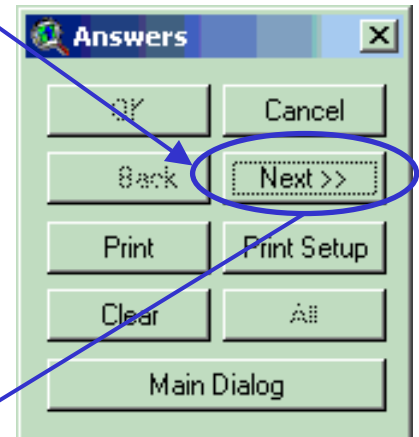 Answers
OK Cancel
Back Next >>
Print Print Setup
Clear All
Main Dialog